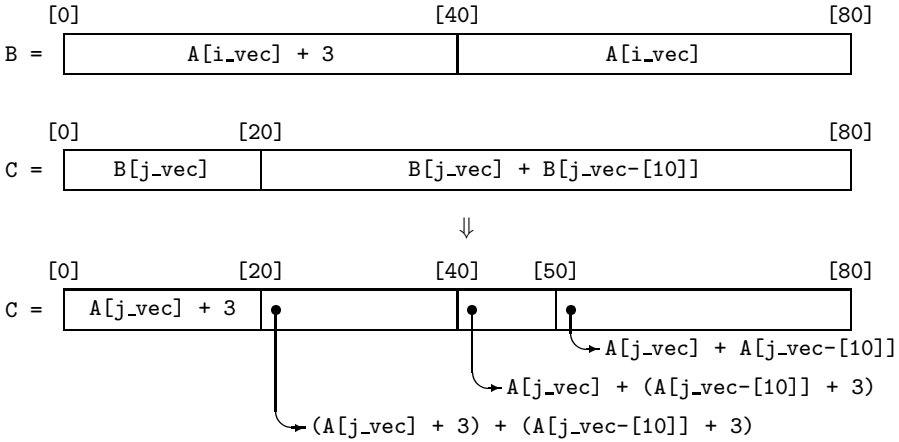 [0] [40] [80]
B = A[i_vec] + 3 A[i_vec]
[0] [20] [80]
C = B[j_vec] B[j_vec] + B[j_vec-[10]]
⇓
[0] [20] [40] [50] [80]
C = A[j_vec] + 3
A[j_vec] + A[j_vec-[10]]
A[j_vec] + (A[j_vec-[10]] + 3)
(A[j_vec] + 3) + (A[j_vec-[10]] + 3)